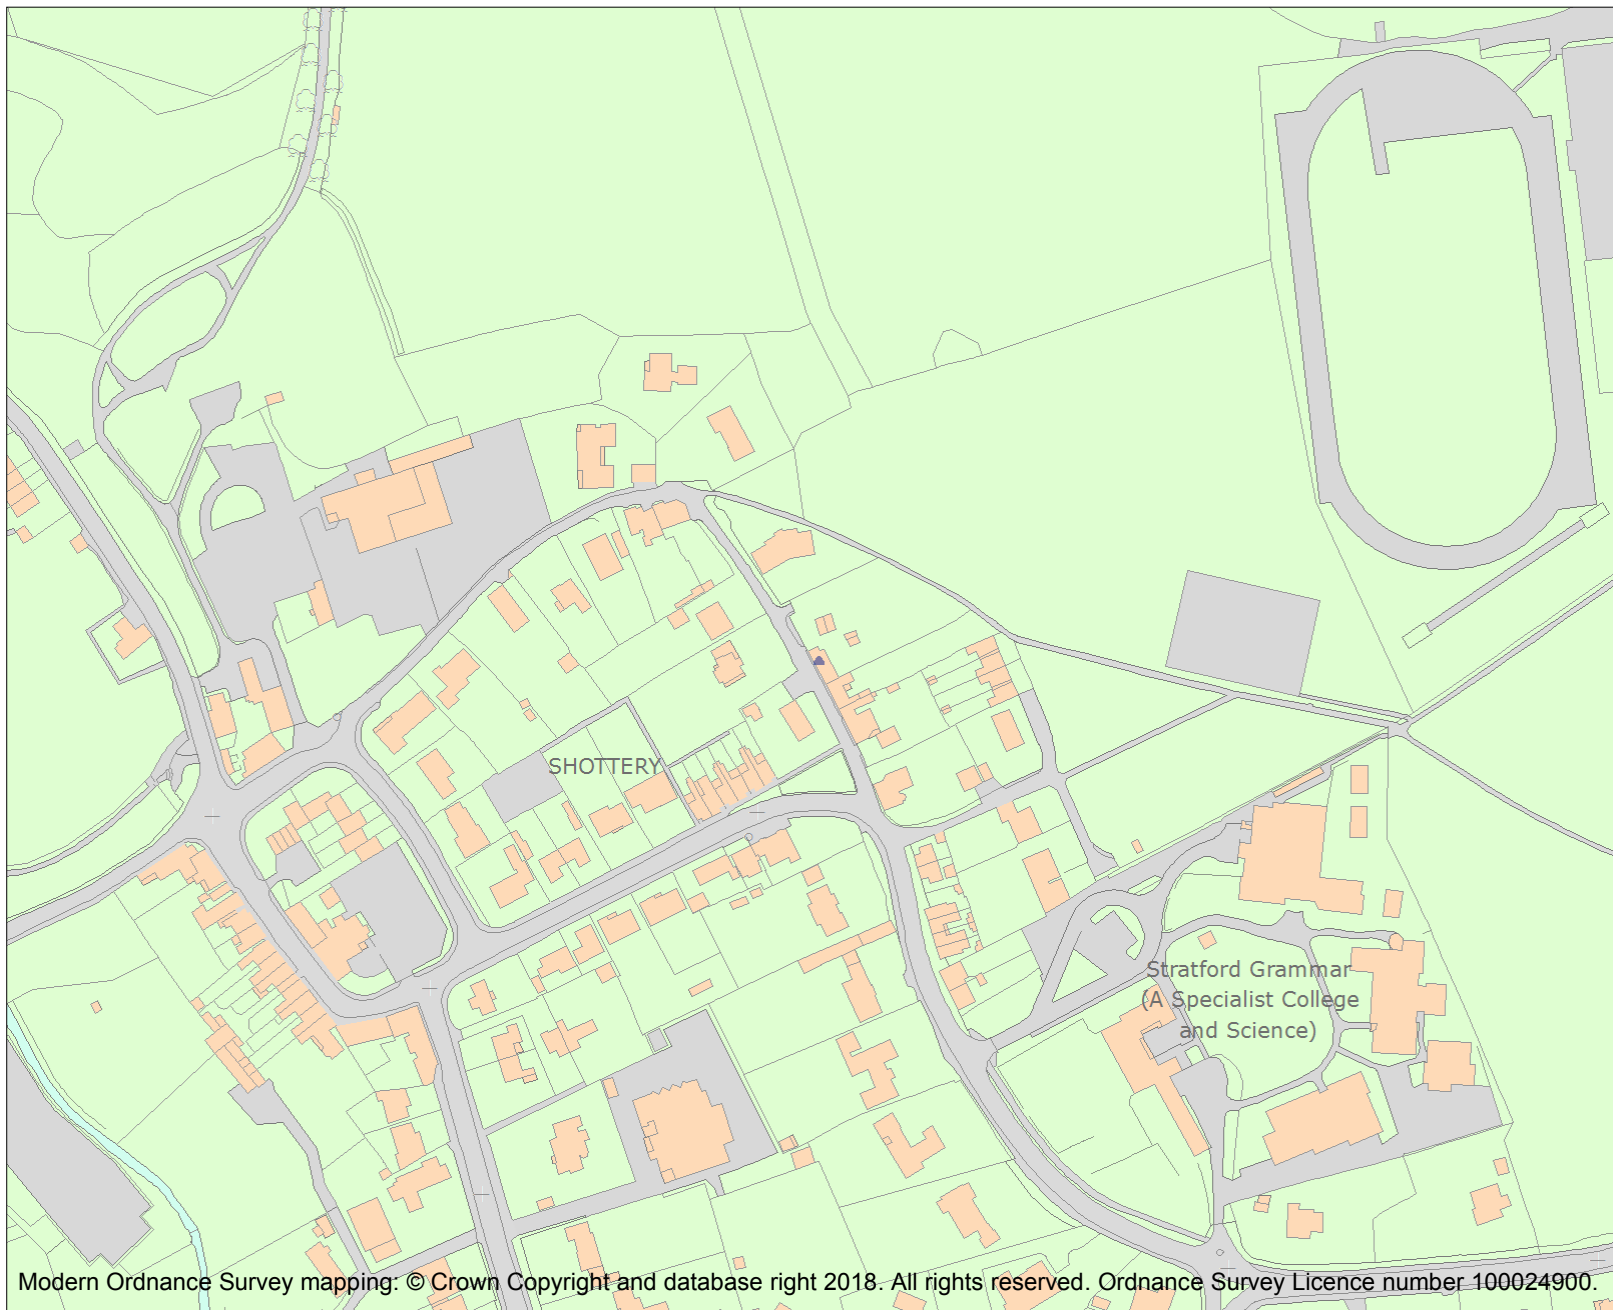 SHOTTERY
Stratford Grammar
(A Specialist College
and Science)
Modern Ordnance Survey mapping: © Crown Copyright and database right 2018. All rights reserved. Ordnance Survey Licence number 100024900.